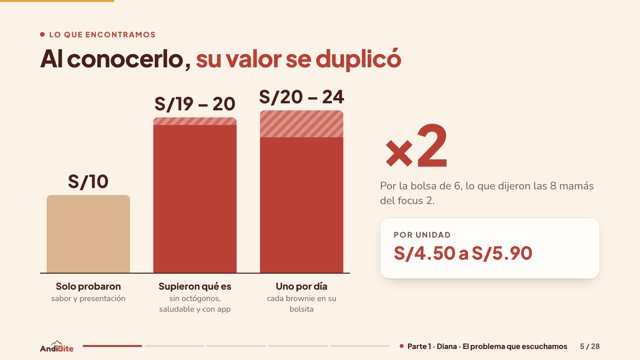 LO QUE ENCONTRAMOS
Al conocerlo, su valor se duplicó
S/10
S/19 – 20
S/20 – 24
Solo probaron
sabor y presentación
Supieron qué es
sin octógonos,
saludable y con app
Uno por día
cada brownie en su
bolsita
×2
Por la bolsa de 6, lo que dijeron las 8 mamás
del focus 2.
POR UNIDAD
S/4.50 a S/5.90
AndiBite
Parte 1 · Diana · El problema que escuchamos
5 / 28